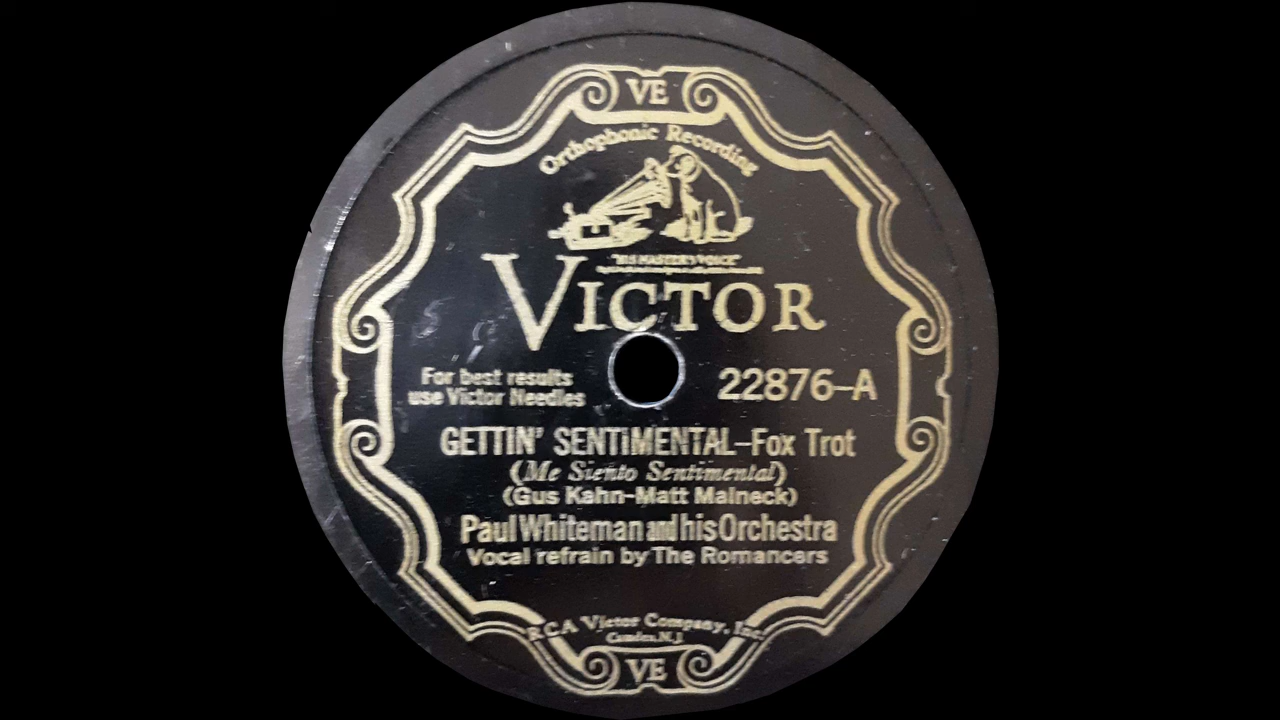 VE
Orthophonic Recording
"HIS MASTER'S VOICE"
VICTOR
For best results
use Victor Needles
22876-A
GETTIN' SENTIMENTAL-Fox Trot
(Me Siento Sentimental)
(Gus Kahn-Matt Malneck)
Paul Whiteman and his Orchestra
Vocal refrain by The Romancers
RCA Victor Company, Inc.
Camden, N.J.
VE